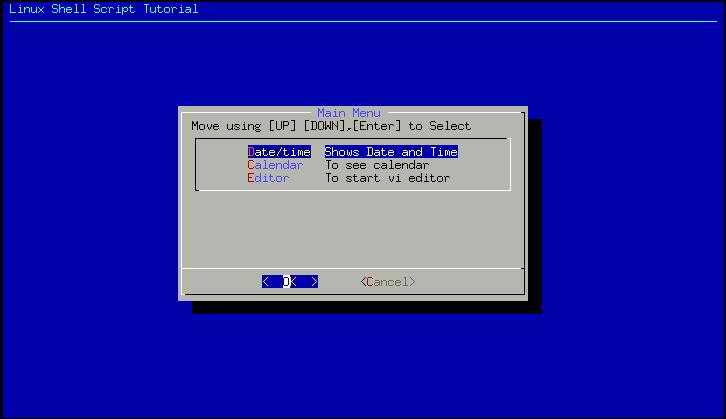 Linux Shell Script Tutorial
Main Menu
Move using [UP] [DOWN],[Enter] to Select
Date/time Shows Date and Time
Calendar To see calendar
Editor To start vi editor
< OK > <Cancel>